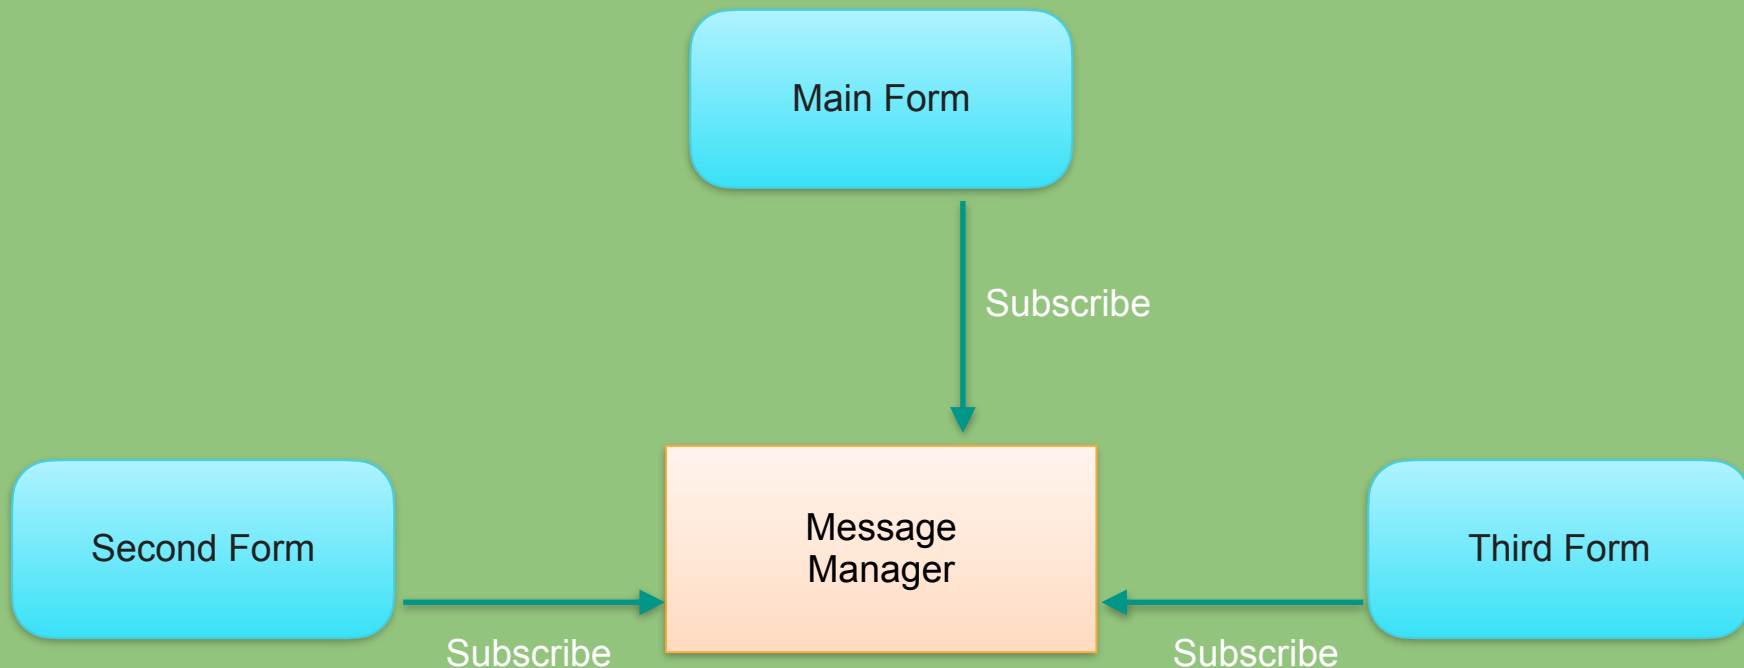 Main Form
Subscribe
Second Form
Message
Manager
Third Form
Subscribe
Subscribe